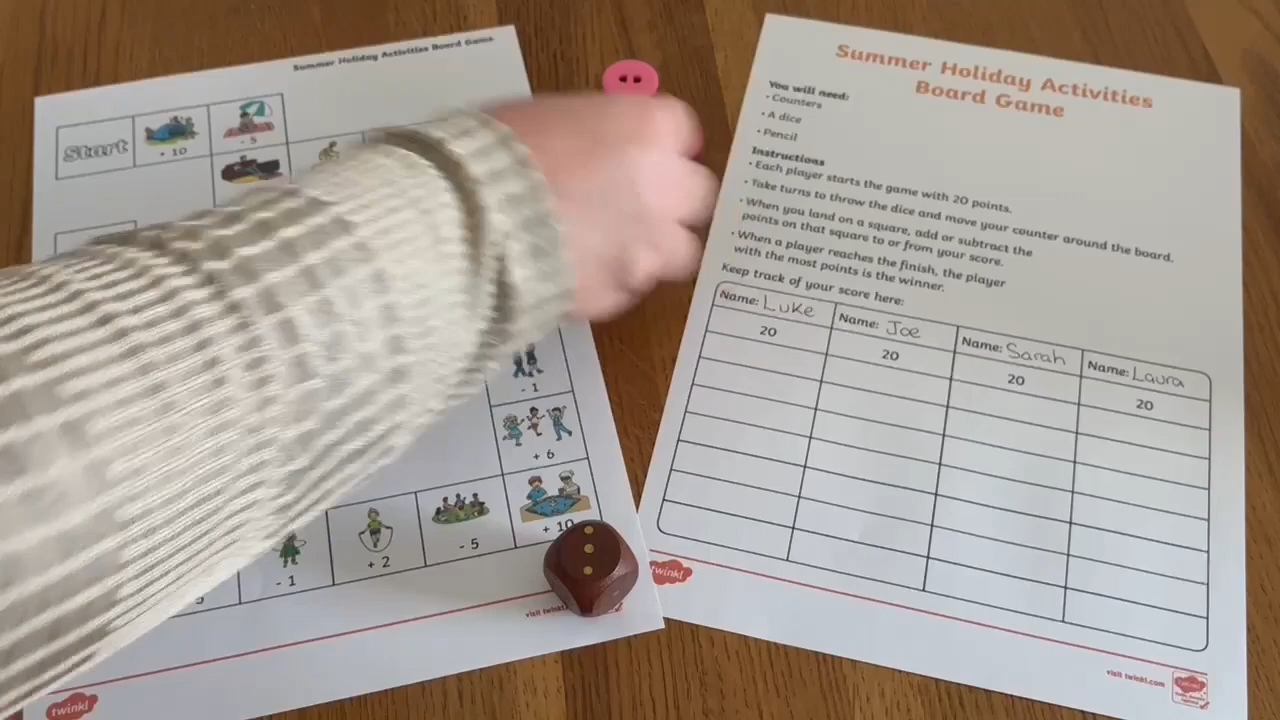 Summer Holiday Activities Board Game
Start
+ 10
- 5
- 1
+ 6
+ 10
- 5
+ 2
- 1
visit twinkl
twinkl
Summer Holiday Activities
Board Game
You will need:
• Counters
• A dice
• Pencil
Instructions
• Each player starts the game with 20 points.
• Take turns to throw the dice and move your counter around the board.
• When you land on a square, add or subtract the
points on that square to or from your score.
• When a player reaches the finish, the player
with the most points is the winner.
Keep track of your score here:
Name: Luke Name: Joe Name: Sarah Name: Laura
20 20 20 20
twinkl
visit twinkl.com
twinkl